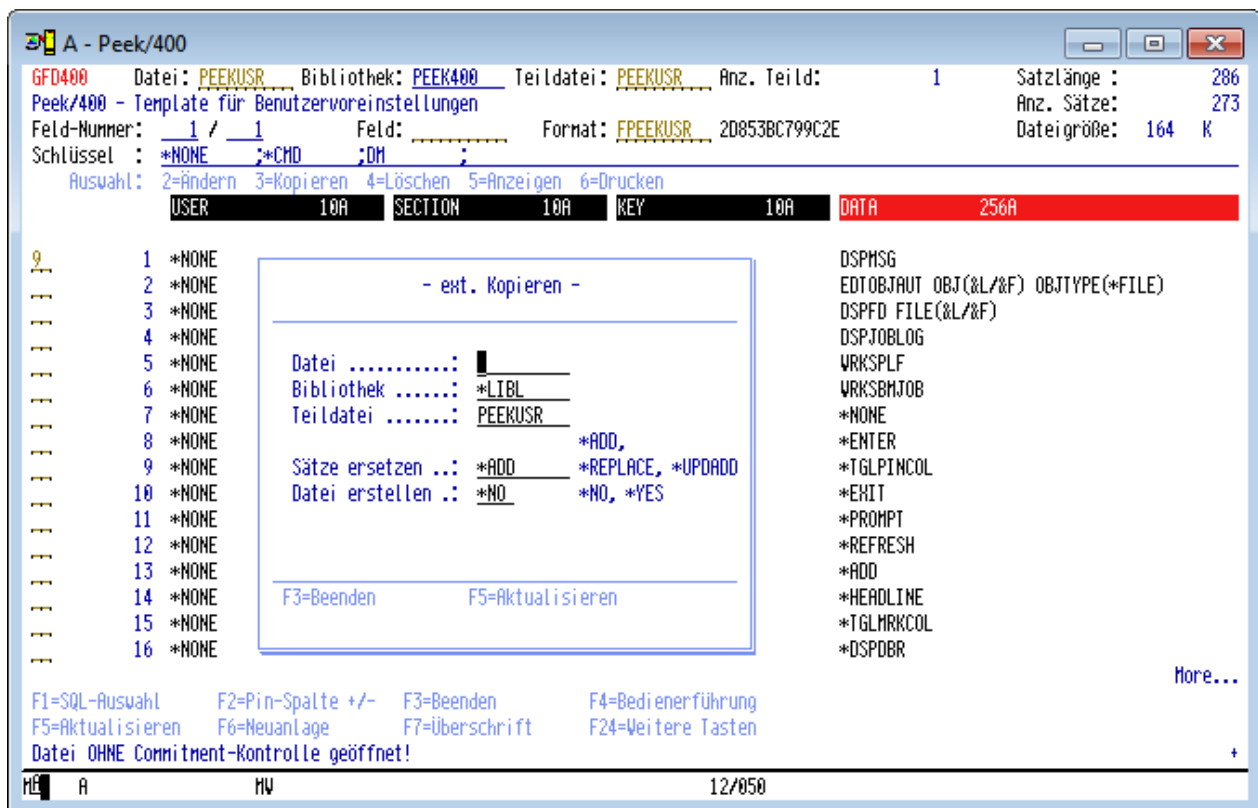 A - Peek/400
GFD400 Datei: PEEKUSR Bibliothek: PEEK400 Teildatei: PEEKUSR Anz. Teild: 1 Satzlänge : 286
Peek/400 - Template für Benutzervoreinstellungen Anz. Sätze: 273
Feld-Nummer: 1 / 1 Feld: Format: FPEEKUSR 2D853BC799C2E Dateigröße: 164 K
Schlüssel : *NONE ;*CMD ;DM ;
Auswahl: 2=Ändern 3=Kopieren 4=Löschen 5=Anzeigen 6=Drucken
USER 10A SECTION 10A KEY 10A DATA 256A
9 1 *NONE DSPMSG
2 *NONE - ext. Kopieren - EDTOBJAUT OBJ(&L/&F) OBJTYPE(*FILE)
3 *NONE DSPFD FILE(&L/&F)
4 *NONE DSPJOBLOG
5 *NONE Datei ...........: WRKSPLF
6 *NONE Bibliothek ......: *LIBL WRKSBMJOB
7 *NONE Teildatei .......: PEEKUSR *NONE
8 *NONE *ADD, *ENTER
9 *NONE Sätze ersetzen ..: *ADD *REPLACE, *UPDADD *TGLPINCOL
10 *NONE Datei erstellen .: *NO *NO, *YES *EXIT
11 *NONE *PROMPT
12 *NONE *REFRESH
13 *NONE *ADD
14 *NONE F3=Beenden F5=Aktualisieren *HEADLINE
15 *NONE *TGLMRKCOL
16 *NONE *DSPDBR
More...
F1=SQL-Auswahl F2=Pin-Spalte +/- F3=Beenden F4=Bedienerführung
F5=Aktualisieren F6=Neuanlage F7=Überschrift F24=Weitere Tasten
Datei OHNE Commitment-Kontrolle geöffnet! +
MA A MW 12/050